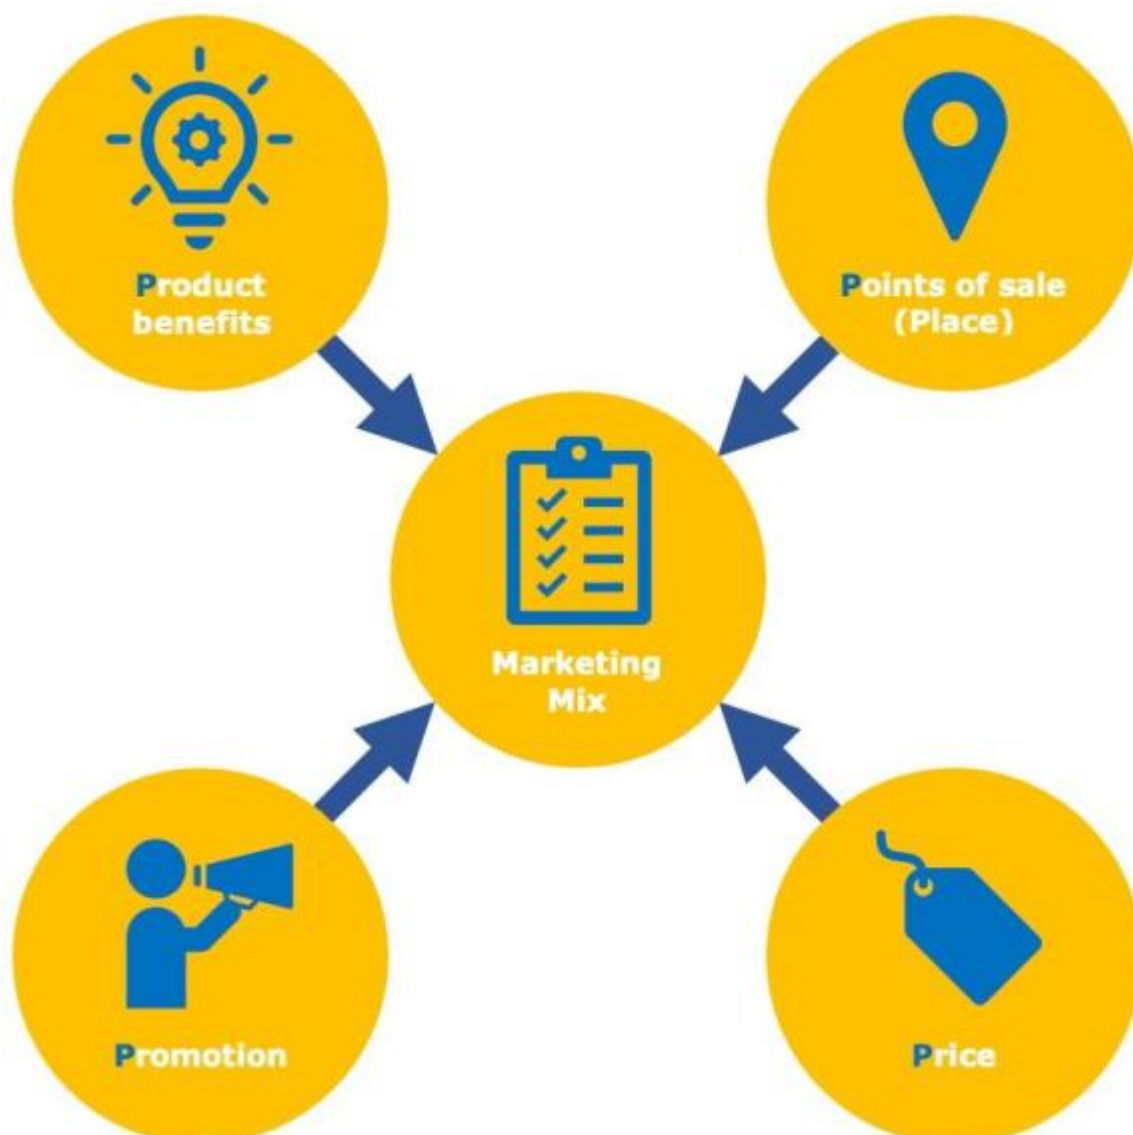 Product
benefits
Points of sale
(Place)
Marketing
Mix
Promotion
Price